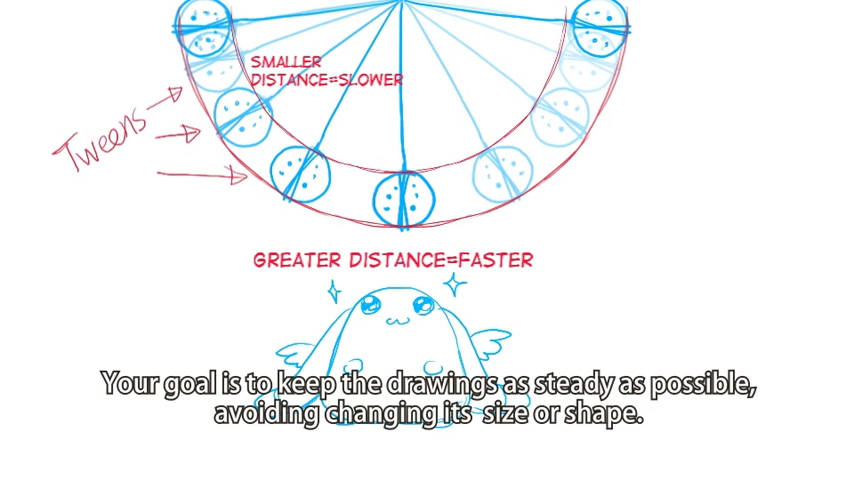 SMALLER
DISTANCE=SLOWER
Tweens
GREATER DISTANCE=FASTER
Your goal is to keep the drawings as steady as possible,
avoiding changing its size or shape.